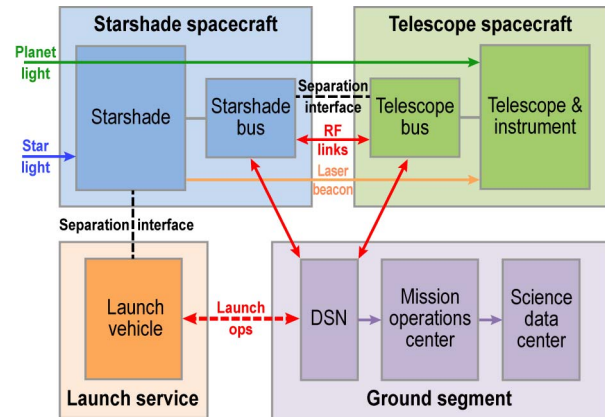 Starshade spacecraft
Telescope spacecraft
Planet
light
Starshade
Starshade
bus
Separation
interface
Telescope
bus
Telescope &
instrument
RF
links
Star
light
Laser
beacon
Separation interface
Launch
vehicle
Launch
ops
DSN
Mission
operations
center
Science
data
center
Launch service
Ground segment